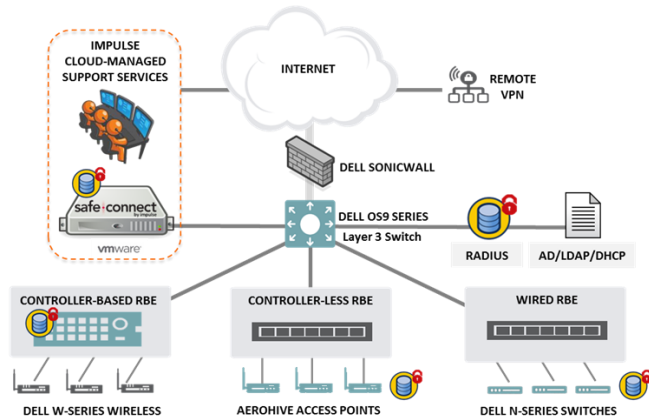 IMPULSE
CLOUD-MANAGED
SUPPORT SERVICES
INTERNET
REMOTE
VPN
DELL SONICWALL
safe•connect
by impulse
vmware
DELL OS9 SERIES
Layer 3 Switch
RADIUS
AD/LDAP/DHCP
CONTROLLER-BASED RBE
CONTROLLER-LESS RBE
WIRED RBE
DELL W-SERIES WIRELESS
AEROHIVE ACCESS POINTS
DELL N-SERIES SWITCHES